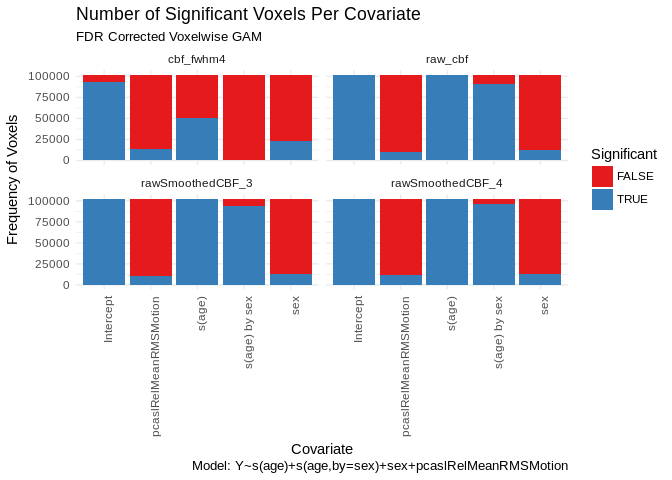 Number of Significant Voxels Per Covariate
FDR Corrected Voxelwise GAM
cbf_fwhm4
raw_cbf
100000
75000
50000
25000
0
rawSmoothedCBF_3
rawSmoothedCBF_4
100000
75000
50000
25000
0
Frequency of Voxels
Intercept
pcaslRelMeanRMSMotion
s(age)
s(age) by sex
sex
Intercept
pcaslRelMeanRMSMotion
s(age)
s(age) by sex
sex
Covariate
Model: Y~s(age)+s(age,by=sex)+sex+pcaslRelMeanRMSMotion
Significant
FALSE
TRUE